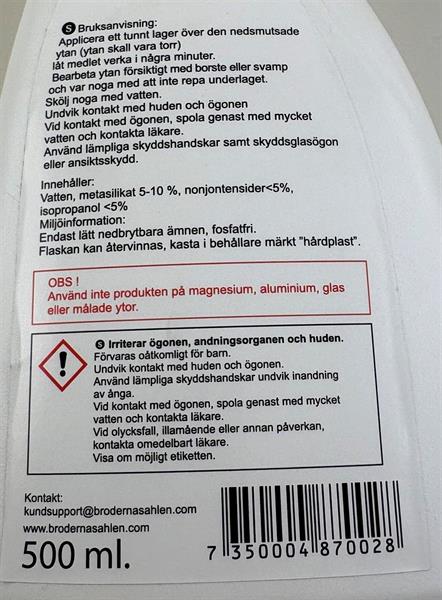 S Bruksanvisning:
Applicera ett tunnt lager över den nedsmutsade
ytan (ytan skall vara torr)
låt medlet verka i några minuter.
Bearbeta ytan försiktigt med borste eller svamp
och var noga med att inte repa underlaget.
Skölj noga med vatten.
Undvik kontakt med huden och ögonen
Vid kontakt med ögonen, spola genast med mycket
vatten och kontakta läkare.
Använd lämpliga skyddshandskar samt skyddsglasögon
eller ansiktsskydd.
Innehåller:
Vatten, metasilikat 5-10 %, nonjontensider<5%,
isopropanol <5%
Miljöinformation:
Endast lätt nedbrytbara ämnen, fosfatfri.
Flaskan kan återvinnas, kasta i behållare märkt "hårdplast".
OBS !
Använd inte produkten på magnesium, aluminium, glas
eller målade ytor.
S Irriterar ögonen, andningsorganen och huden.
Förvaras oåtkomligt för barn.
Undvik kontakt med huden och ögonen.
Använd lämpliga skyddshandskar undvik inandning
av ånga.
Vid kontakt med ögonen, spola genast med mycket
vatten och kontakta läkare.
Vid olycksfall, illamående eller annan påverkan,
kontakta omedelbart läkare.
Visa om möjligt etiketten.
Kontakt:
kundsupport@brodernasahlen.com
www.brodernasahlen.com
500 ml.
7 350004 870028